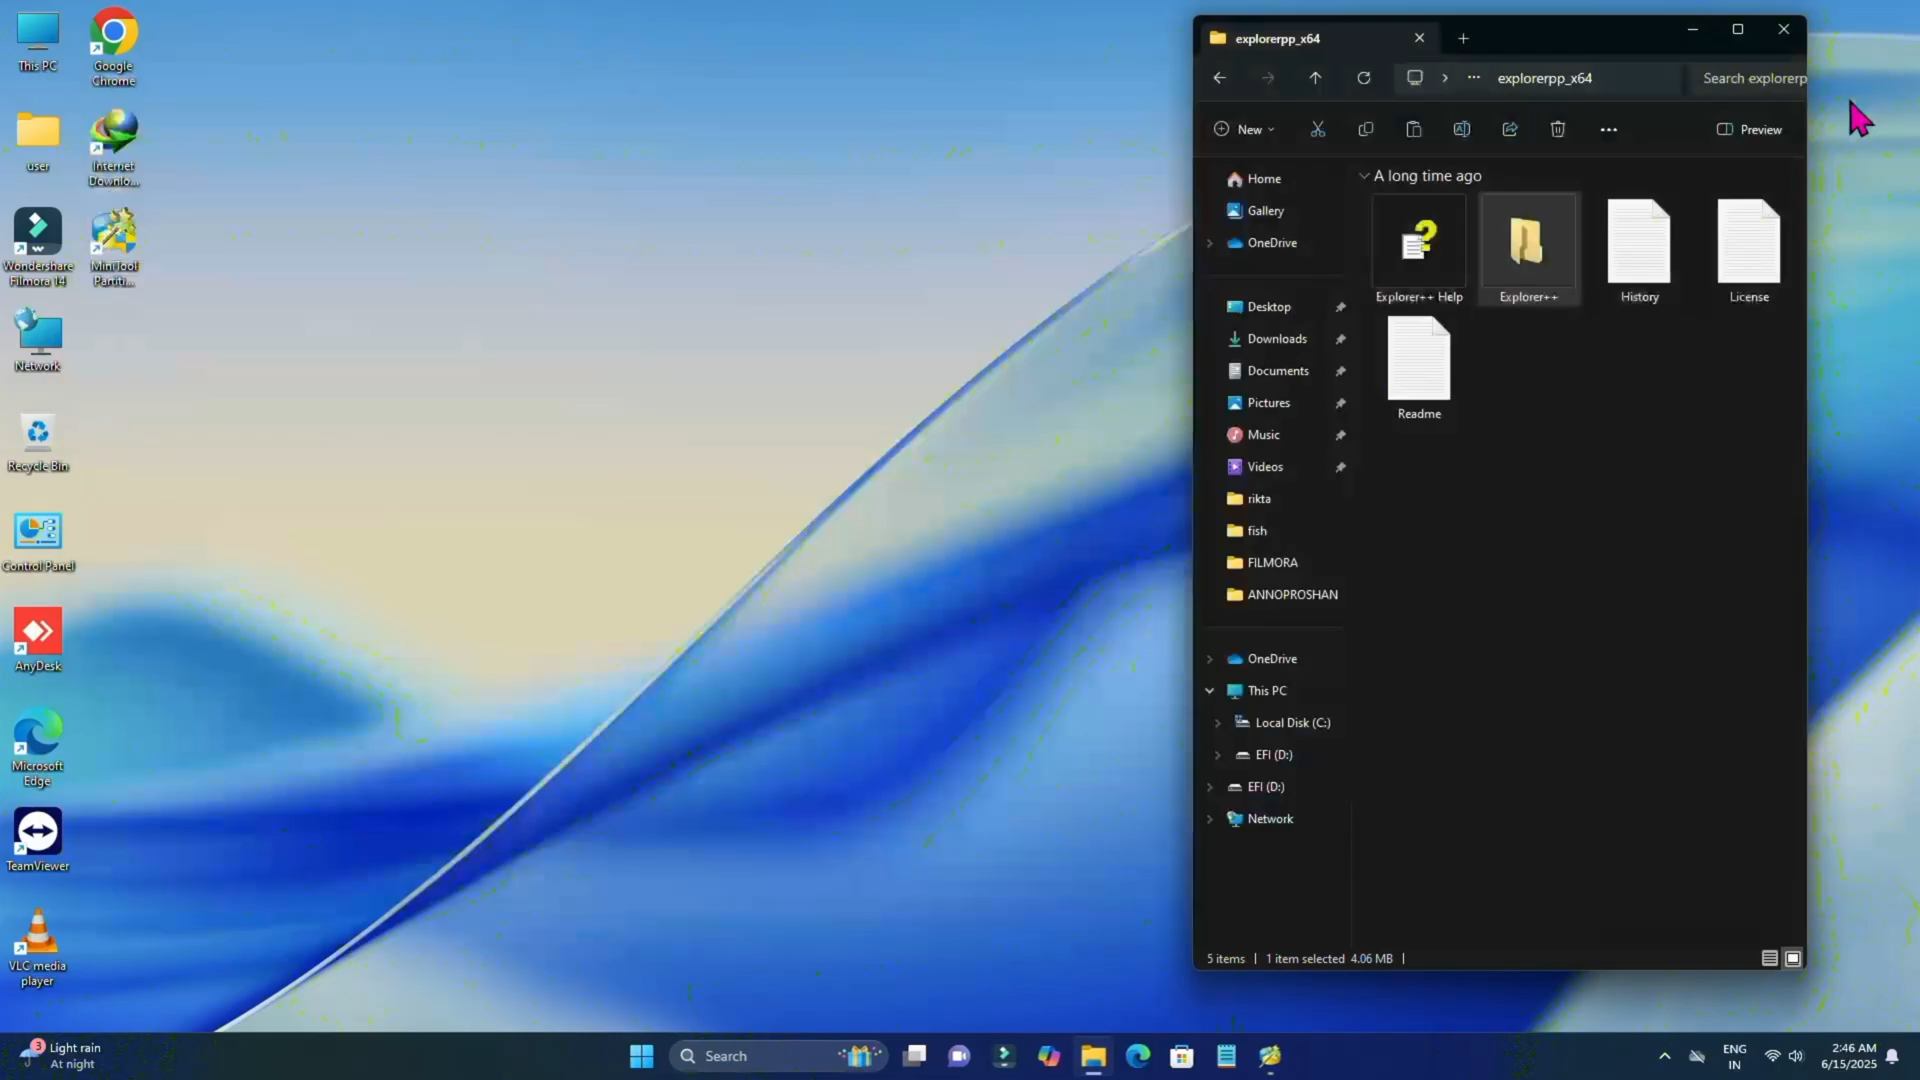 This PC
Google
Chrome
user
Internet
Downlo...
Wondershare
Filmora 14
MiniTool
Partiti...
Network
Recycle Bin
Control Panel
AnyDesk
Microsoft
Edge
TeamViewer
VLC media
player
explorerpp_x64
explorerpp_x64
Search explorerp
New
Preview
Home
Gallery
OneDrive
Desktop
Downloads
Documents
Pictures
Music
Videos
rikta
fish
FILMORA
ANNOPROSHAN
OneDrive
This PC
Local Disk (C:)
EFI (D:)
EFI (D:)
Network
A long time ago
Explorer++ Help
Explorer++
History
License
Readme
5 items | 1 item selected 4.06 MB |
3
Light rain
At night
Search
ENG
IN
2:46 AM
6/15/2025